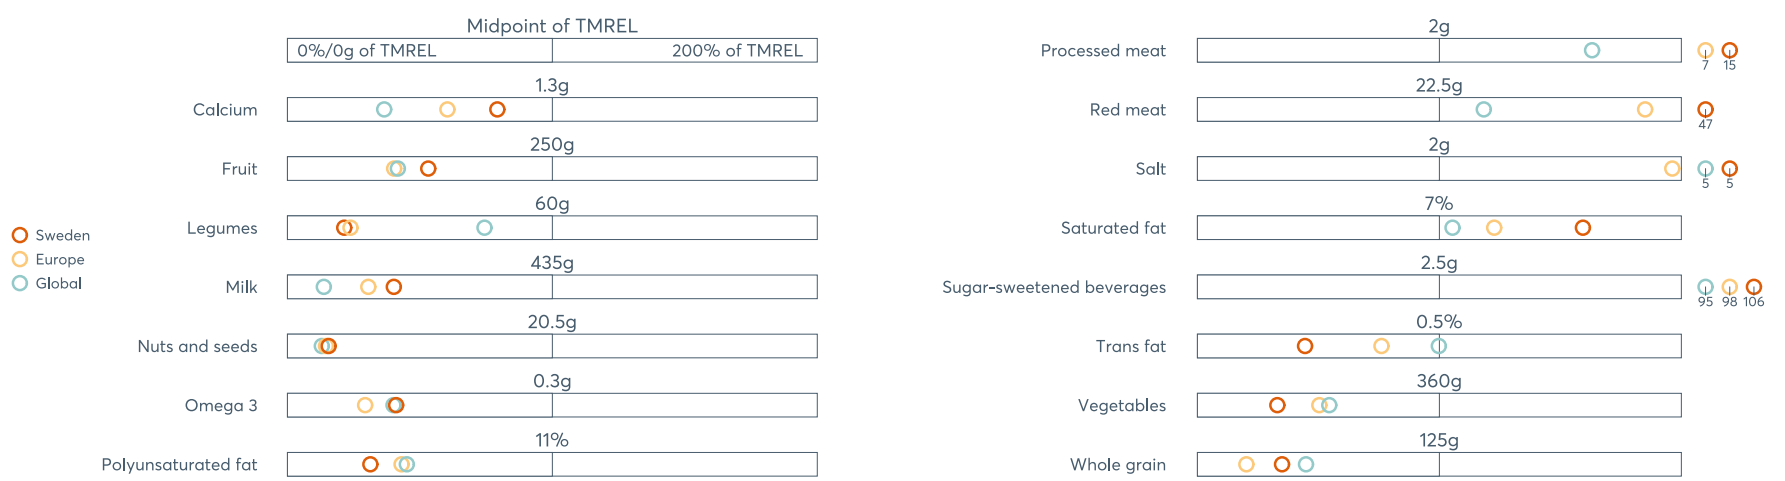 Midpoint of TMREL
0%/0g of TMREL 200% of TMREL
1.3g
Calcium
250g
Fruit
60g
Legumes
435g
Milk
20.5g
Nuts and seeds
0.3g
Omega 3
11%
Polyunsaturated fat
Sweden
Europe
Global
2g
Processed meat
7 15
22.5g
Red meat
47
2g
Salt
5 5
7%
Saturated fat
2.5g
Sugar-sweetened beverages
95 98 106
0.5%
Trans fat
360g
Vegetables
125g
Whole grain